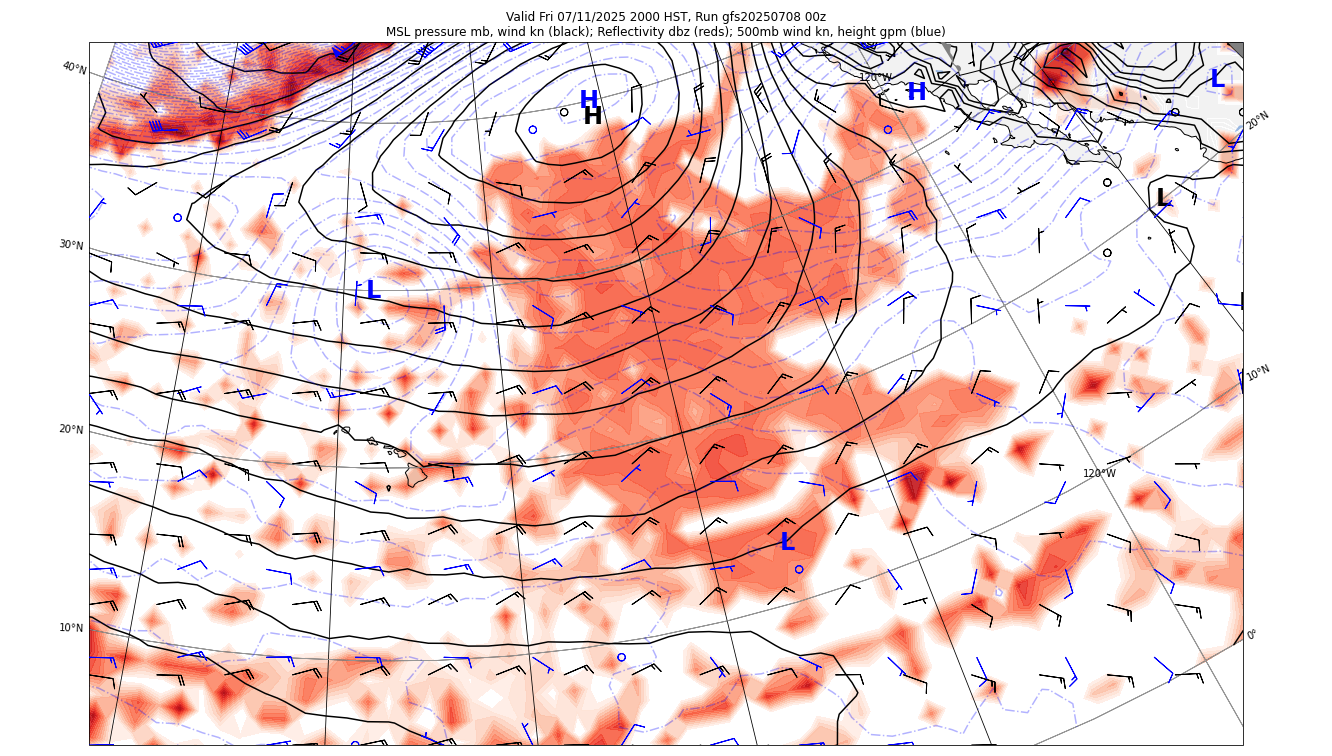 Valid Fri 07/11/2025 2000 HST, Run gfs20250708 00z
MSL pressure mb, wind kn (black); Reflectivity dbz (reds); 500mb wind kn, height gpm (blue)
40°N
120°W
H
L
H
H
20°N
L
30°N
L
10°N
20°N
120°W
L
10°N
0°